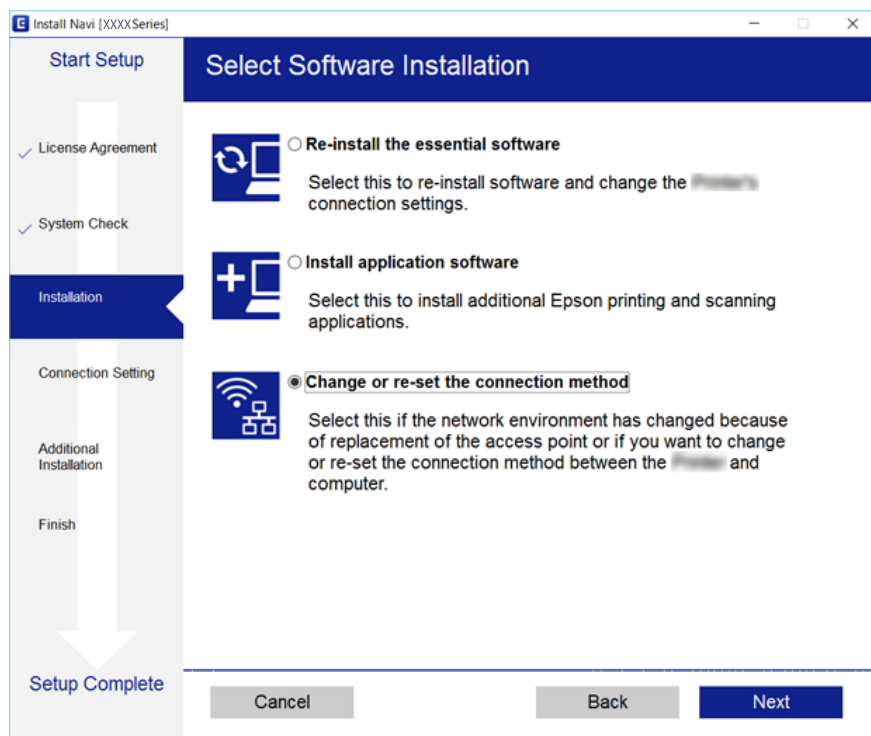 Install Navi [XXXX Series]
Start Setup
License Agreement
System Check
Installation
Connection Setting
Additional
Installation
Finish
Setup Complete
Select Software Installation
Re-install the essential software
Select this to re-install software and change the
connection settings.
Install application software
Select this to install additional Epson printing and scanning
applications.
Change or re-set the connection method
Select this if the network environment has changed because
of replacement of the access point or if you want to change
or re-set the connection method between the and
computer.
Cancel
Back
Next